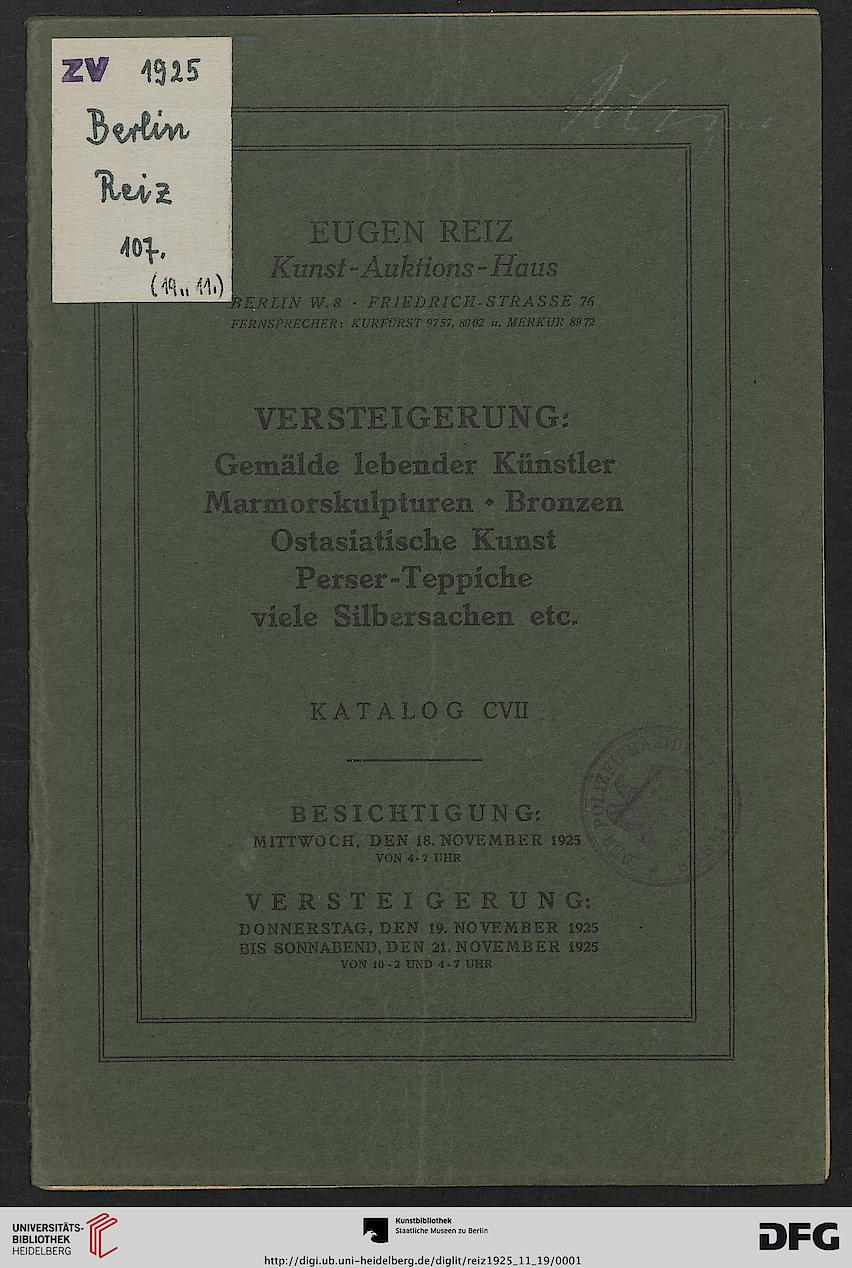 ZV 1925
Berlin
Reiz
107.
(19., 11.)
EUGEN REIZ
Kunst-Auktions-Haus
BERLIN W. 8 · FRIEDRICH-STRASSE 76
FERNSPRECHER: KURFÜRST 9757, 8002 u. MERKUR 8972
VERSTEIGERUNG:
Gemälde lebender Künstler
Marmorskulpturen • Bronzen
Ostasiatische Kunst
Perser-Teppiche
viele Silbersachen etc.
KATALOG CVII
BESICHTIGUNG:
MITTWOCH, DEN 18. NOVEMBER 1925
VON 4-7 UHR
VERSTEIGERUNG:
DONNERSTAG, DEN 19. NOVEMBER 1925
BIS SONNABEND, DEN 21. NOVEMBER 1925
VON 10-2 UND 4-7 UHR
DER POLIZEIPRÄSIDENT
UNIVERSITÄTS-
BIBLIOTHEK
HEIDELBERG
Kunstbibliothek
Staatliche Museen zu Berlin
DFG
http://digi.ub.uni-heidelberg.de/diglit/reiz1925_11_19/0001